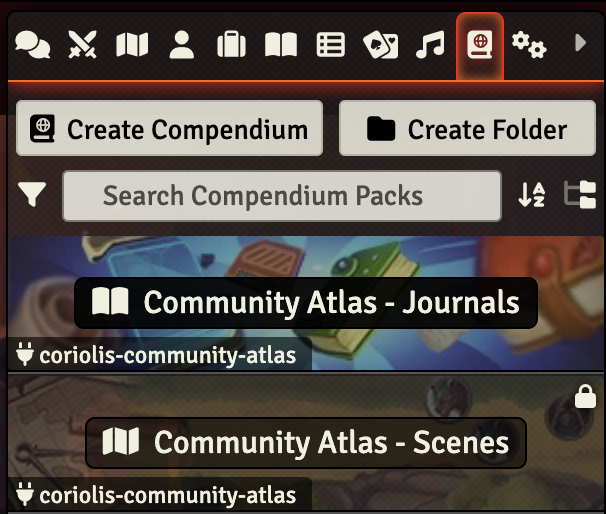 Create Compendium
Create Folder
Search Compendium Packs
Community Atlas - Journals
coriolis-community-atlas
Community Atlas - Scenes
coriolis-community-atlas